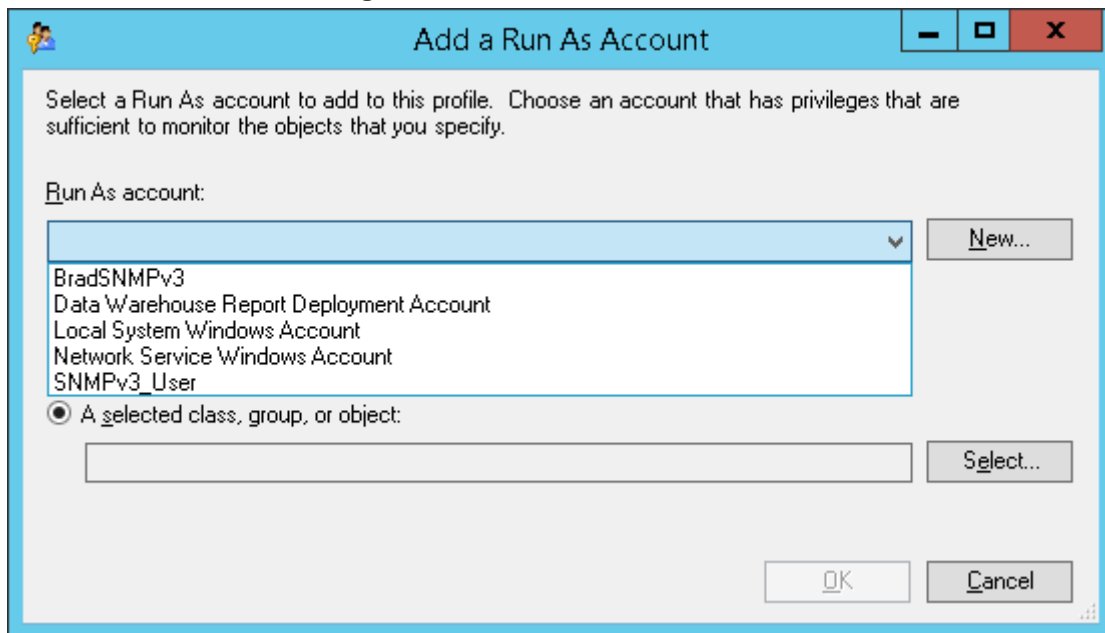 Add a Run As Account
Select a Run As account to add to this profile. Choose an account that has privileges that are
sufficient to monitor the objects that you specify.
Run As account:
New...
BradSNMPv3
Data Warehouse Report Deployment Account
Local System Windows Account
Network Service Windows Account
SNMPv3_User
A selected class, group, or object:
Select...
OK
Cancel